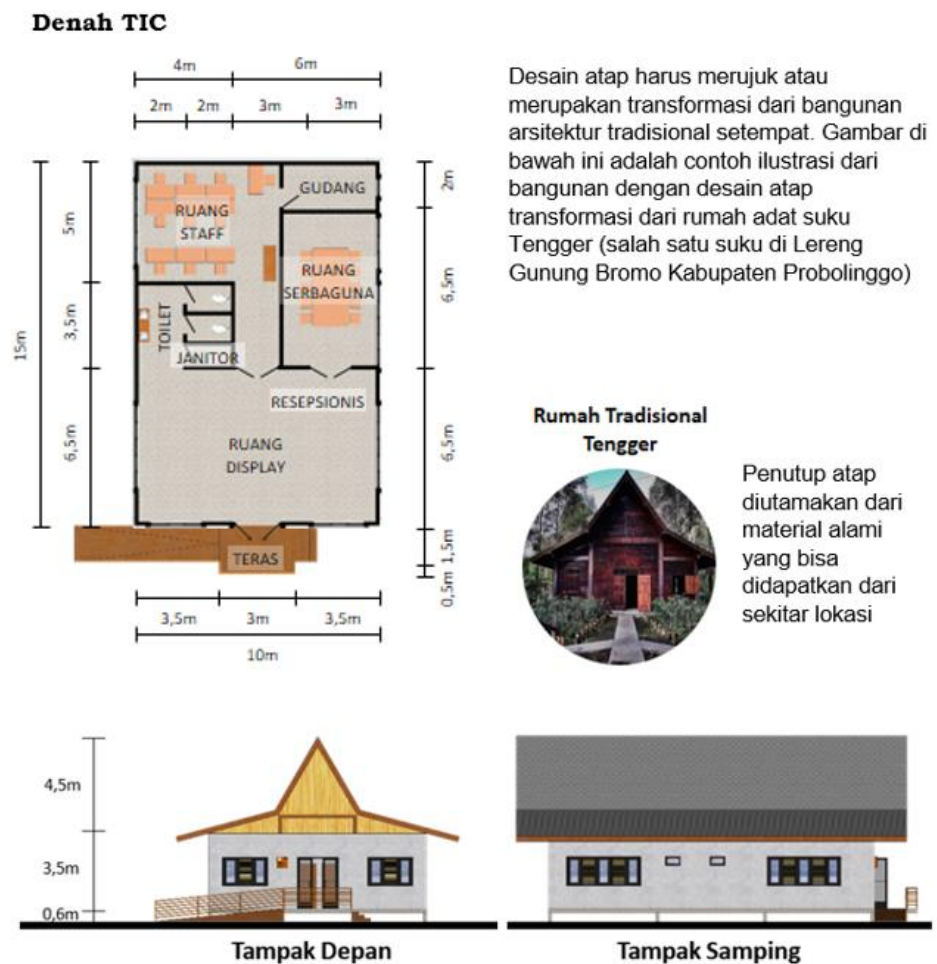 Denah TIC
4m
6m
2m
2m
3m
3m
Desain atap harus merujuk atau
merupakan transformasi dari bangunan
arsitektur tradisional setempat. Gambar di
bawah ini adalah contoh ilustrasi dari
bangunan dengan desain atap
transformasi dari rumah adat suku
Tengger (salah satu suku di Lereng
Gunung Bromo Kabupaten Probolinggo)
15m
5m
3,5m
6,5m
RUANG
STAFF
GUDANG
RUANG
SERBAGUNA
TOILET
JANITOR
RESEPSIONIS
RUANG
DISPLAY
TERAS
2m
6,5m
6,5m
1,5m
0,5m
3,5m
3m
3,5m
10m
Rumah Tradisional
Tengger
Penutup atap
diutamakan dari
material alami
yang bisa
didapatkan dari
sekitar lokasi
4,5m
3,5m
0,6m
Tampak Depan
Tampak Samping